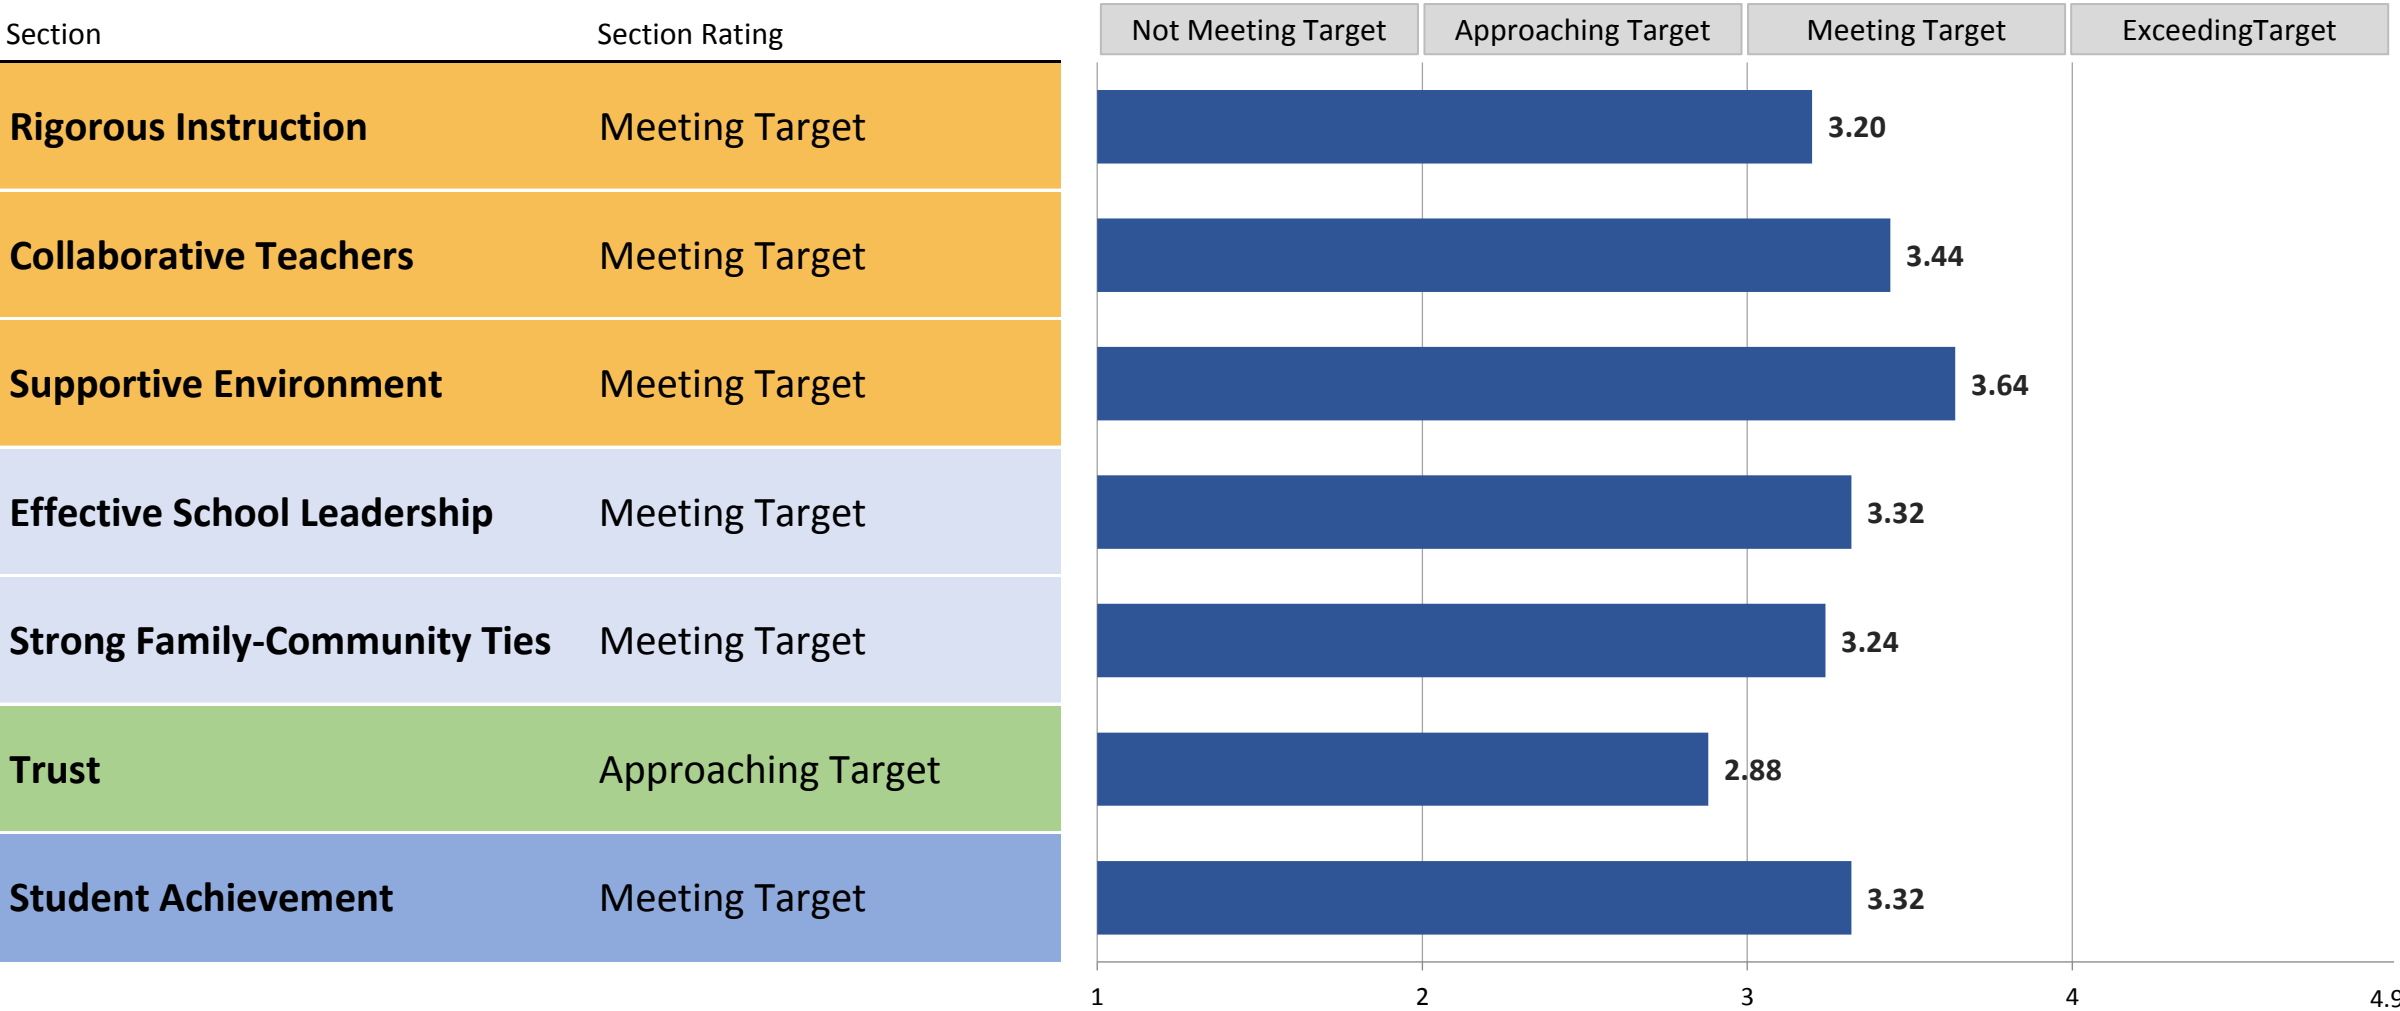 Section Section Rating Not Meeting Target Approaching Target Meeting Target ExceedingTarget
Rigorous Instruction Meeting Target 3.20
Collaborative Teachers Meeting Target 3.44
Supportive Environment Meeting Target 3.64
Effective School Leadership Meeting Target 3.32
Strong Family-Community Ties Meeting Target 3.24
Trust Approaching Target 2.88
Student Achievement Meeting Target 3.32
1 2 3 4 4.9